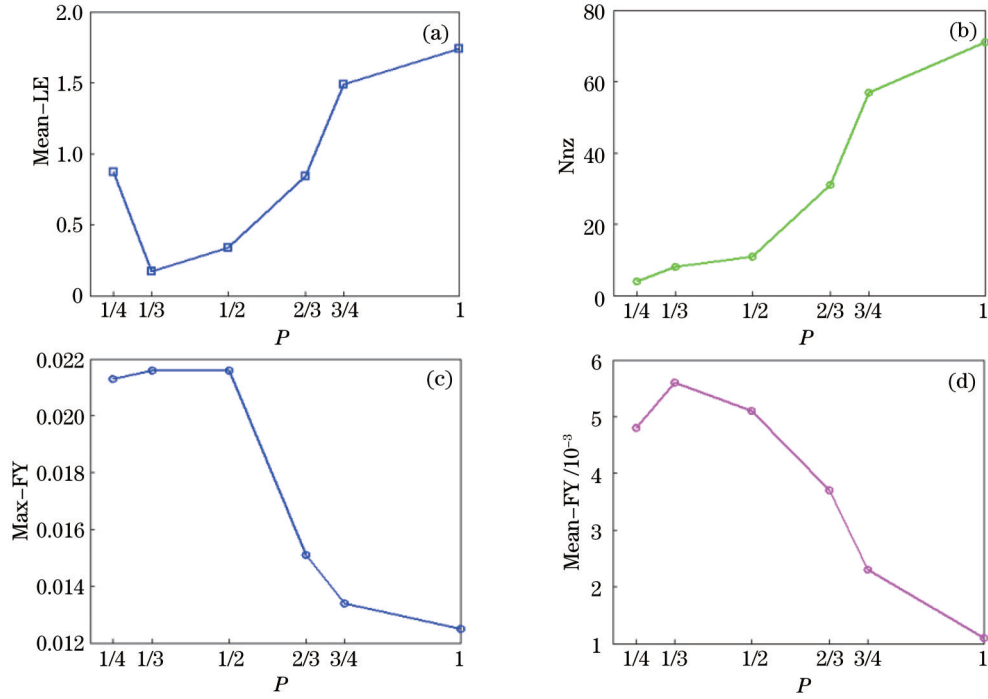 2.0
(a)
1.5
1.0
0.5
0
Mean-LE
1/4 1/3 1/2 2/3 3/4 1
P
80
(b)
60
40
20
0
Nnz
1/4 1/3 1/2 2/3 3/4 1
P
0.022
(c)
0.020
0.018
0.016
0.014
0.012
Max-FY
1/4 1/3 1/2 2/3 3/4 1
P
6
(d)
5
4
3
2
1
Mean-FY /10⁻³
1/4 1/3 1/2 2/3 3/4 1
P